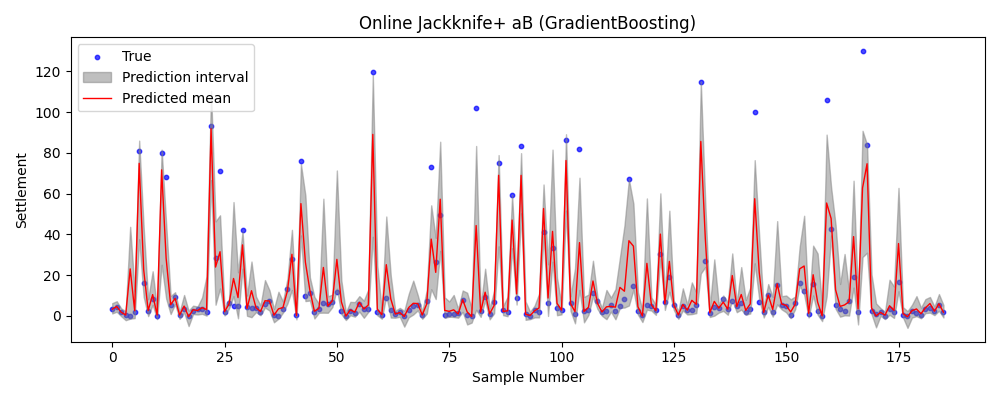 Online Jackknife+ aB (GradientBoosting)
True
Prediction interval
Predicted mean
Settlement
120
100
80
60
40
20
0
0 25 50 75 100 125 150 175
Sample Number